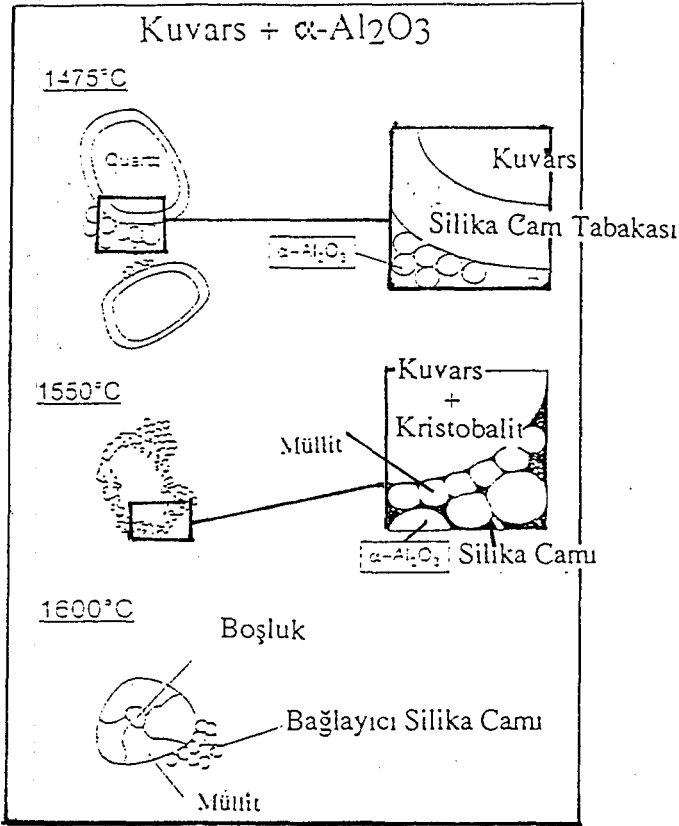 Kuvars + α-Al2O3
1475°C
Quartz
Kuvars
Silika Cam Tabakası
α-Al2O3
1550°C
Kuvars
+
Kristobalit
Müllit
α-Al2O3
Silika Camı
1600°C
Boşluk
Bağlayıcı Silika Camı
Müllit